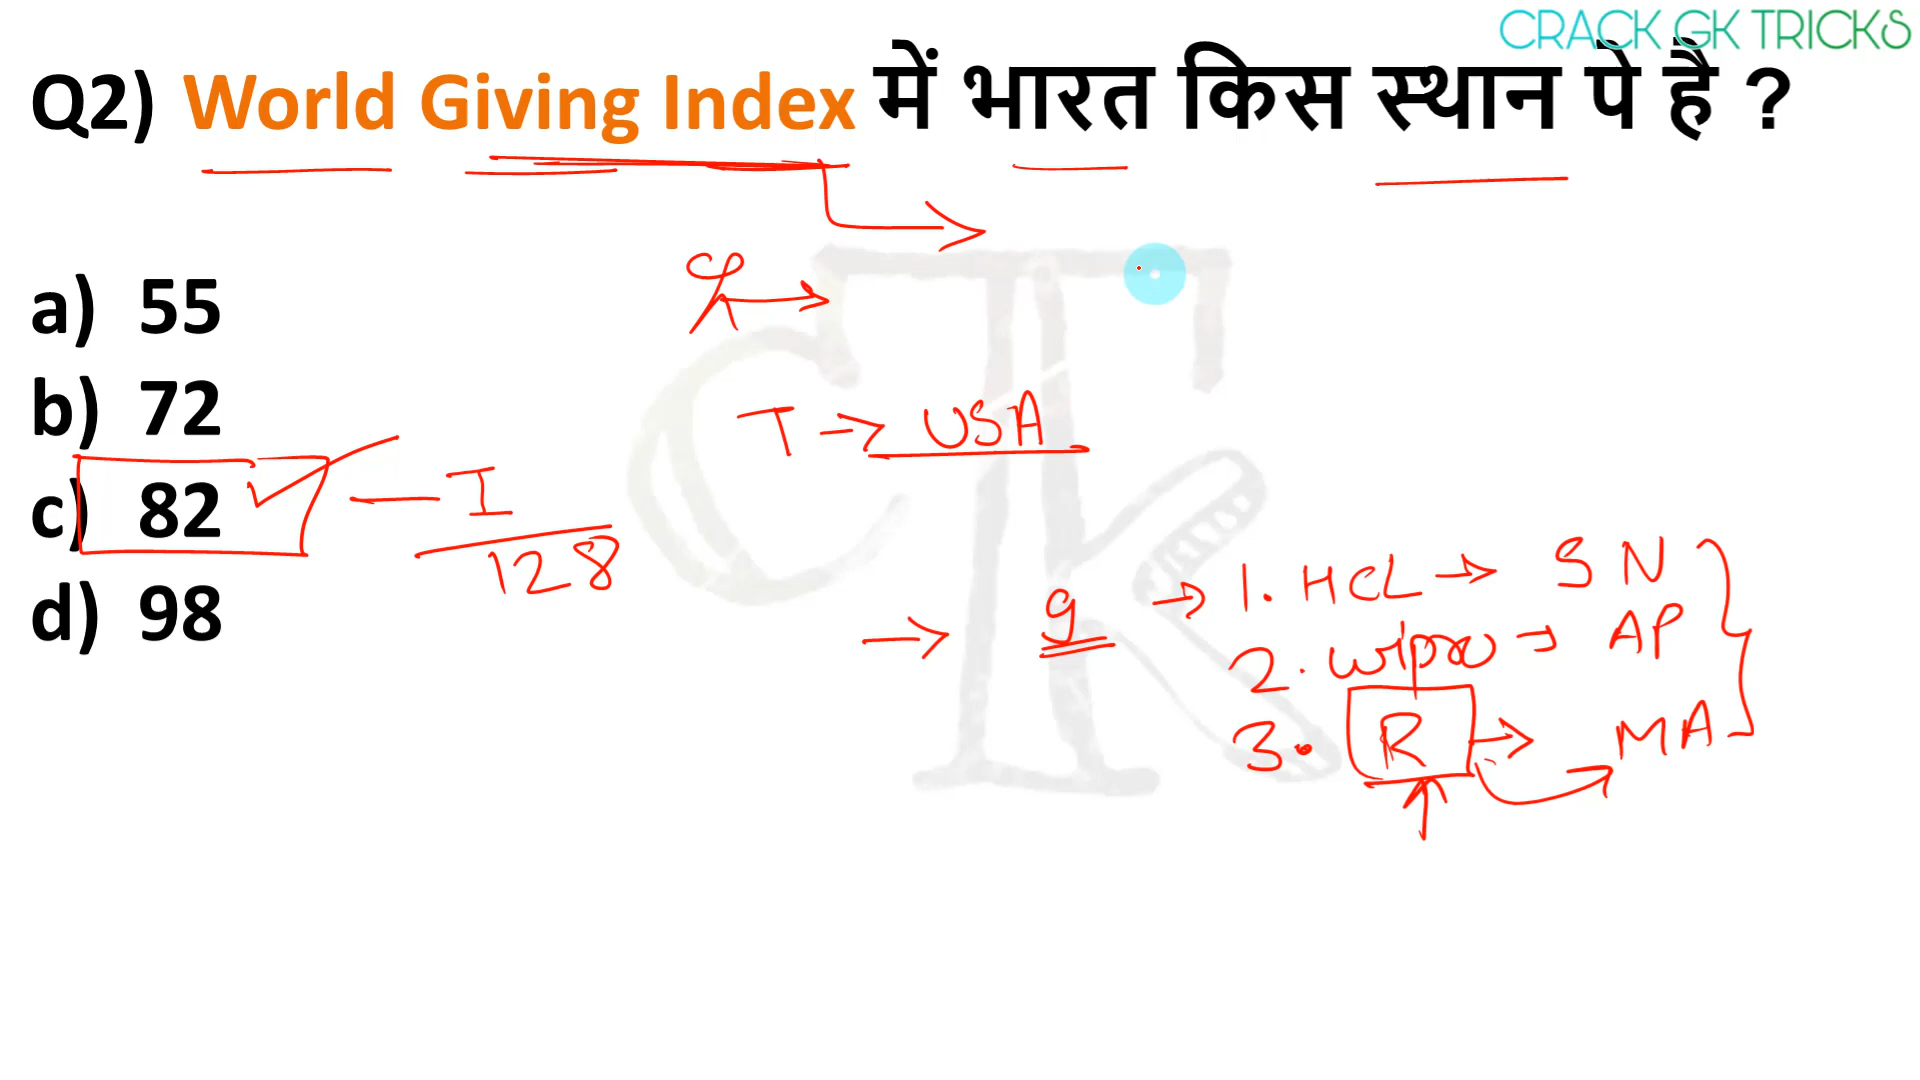 CRACK GK TRICKS
Q2) World Giving Index में भारत किस स्थान पे है ?
a) 55
b) 72
c) 82 — I
128
d) 98
T → USA
→ g → 1. HCL → SN
2. wipro → AP
3. R → MA